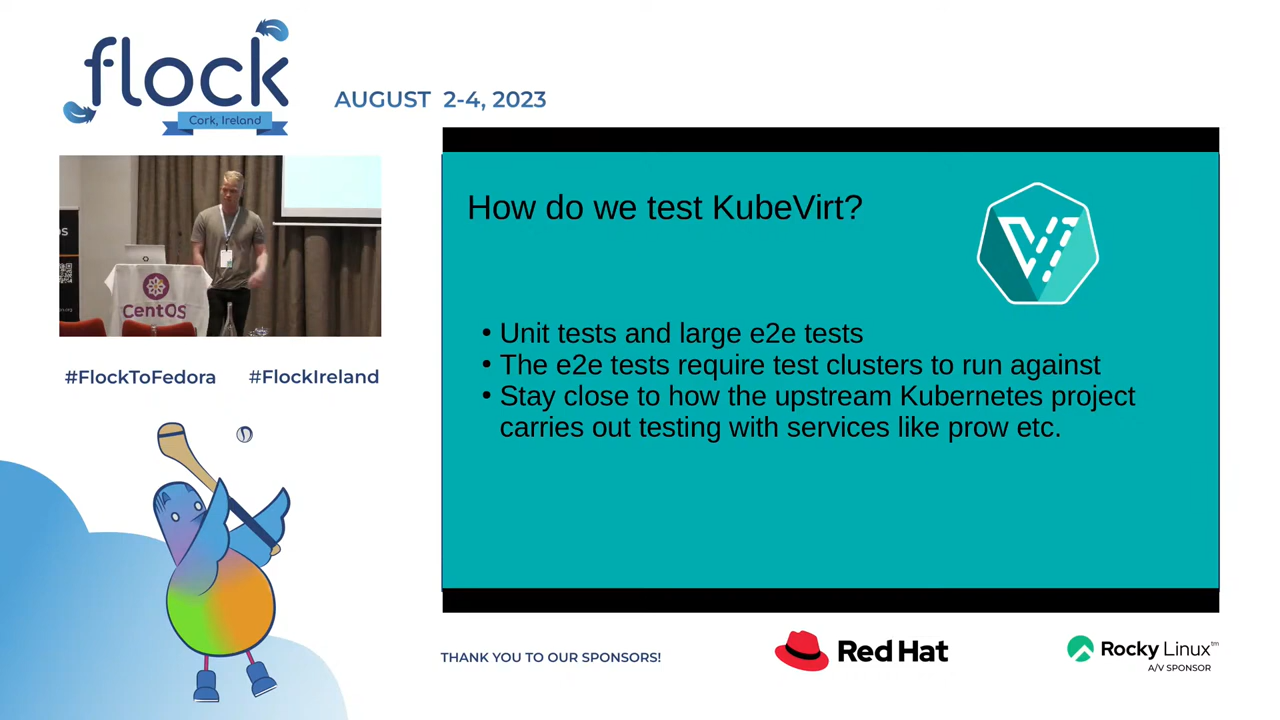 flock
Cork, Ireland
AUGUST 2-4, 2023
How do we test KubeVirt?
• Unit tests and large e2e tests
• The e2e tests require test clusters to run against
• Stay close to how the upstream Kubernetes project
carries out testing with services like prow etc.
OS
CentOS
#FlockToFedora #FlockIreland
THANK YOU TO OUR SPONSORS!
Red Hat
Rocky Linux™
A/V SPONSOR